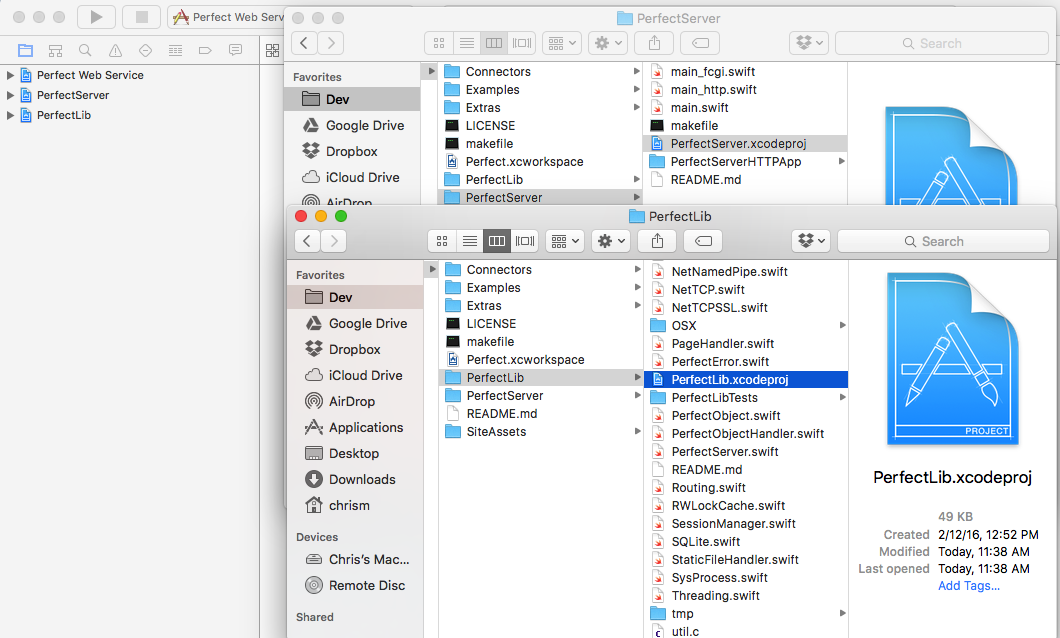 Perfect Web Serv
Perfect Web Service
PerfectServer
PerfectLib
PerfectServer
Search
Favorites
Dev
Google Drive
Dropbox
iCloud Drive
AirDrop
Connectors
Examples
Extras
LICENSE
makefile
Perfect.xcworkspace
PerfectLib
PerfectServer
main_fcgi.swift
main_http.swift
main.swift
makefile
PerfectServer.xcodeproj
PerfectServerHTTPApp
README.md
PerfectLib
Search
Favorites
Dev
Google Drive
Dropbox
iCloud Drive
AirDrop
Applications
Desktop
Downloads
chrism
Devices
Chris's Mac...
Remote Disc
Shared
Connectors
Examples
Extras
LICENSE
makefile
Perfect.xcworkspace
PerfectLib
PerfectServer
README.md
SiteAssets
NetNamedPipe.swift
NetTCP.swift
NetTCPSSL.swift
OSX
PageHandler.swift
PerfectError.swift
PerfectLib.xcodeproj
PerfectLibTests
PerfectObject.swift
PerfectObjectHandler.swift
PerfectServer.swift
README.md
Routing.swift
RWLockCache.swift
SessionManager.swift
SQLite.swift
StaticFileHandler.swift
SysProcess.swift
Threading.swift
tmp
util.c
PROJECT
PerfectLib.xcodeproj
49 KB
Created 2/12/16, 12:52 PM
Modified Today, 11:38 AM
Last opened Today, 11:38 AM
Add Tags...